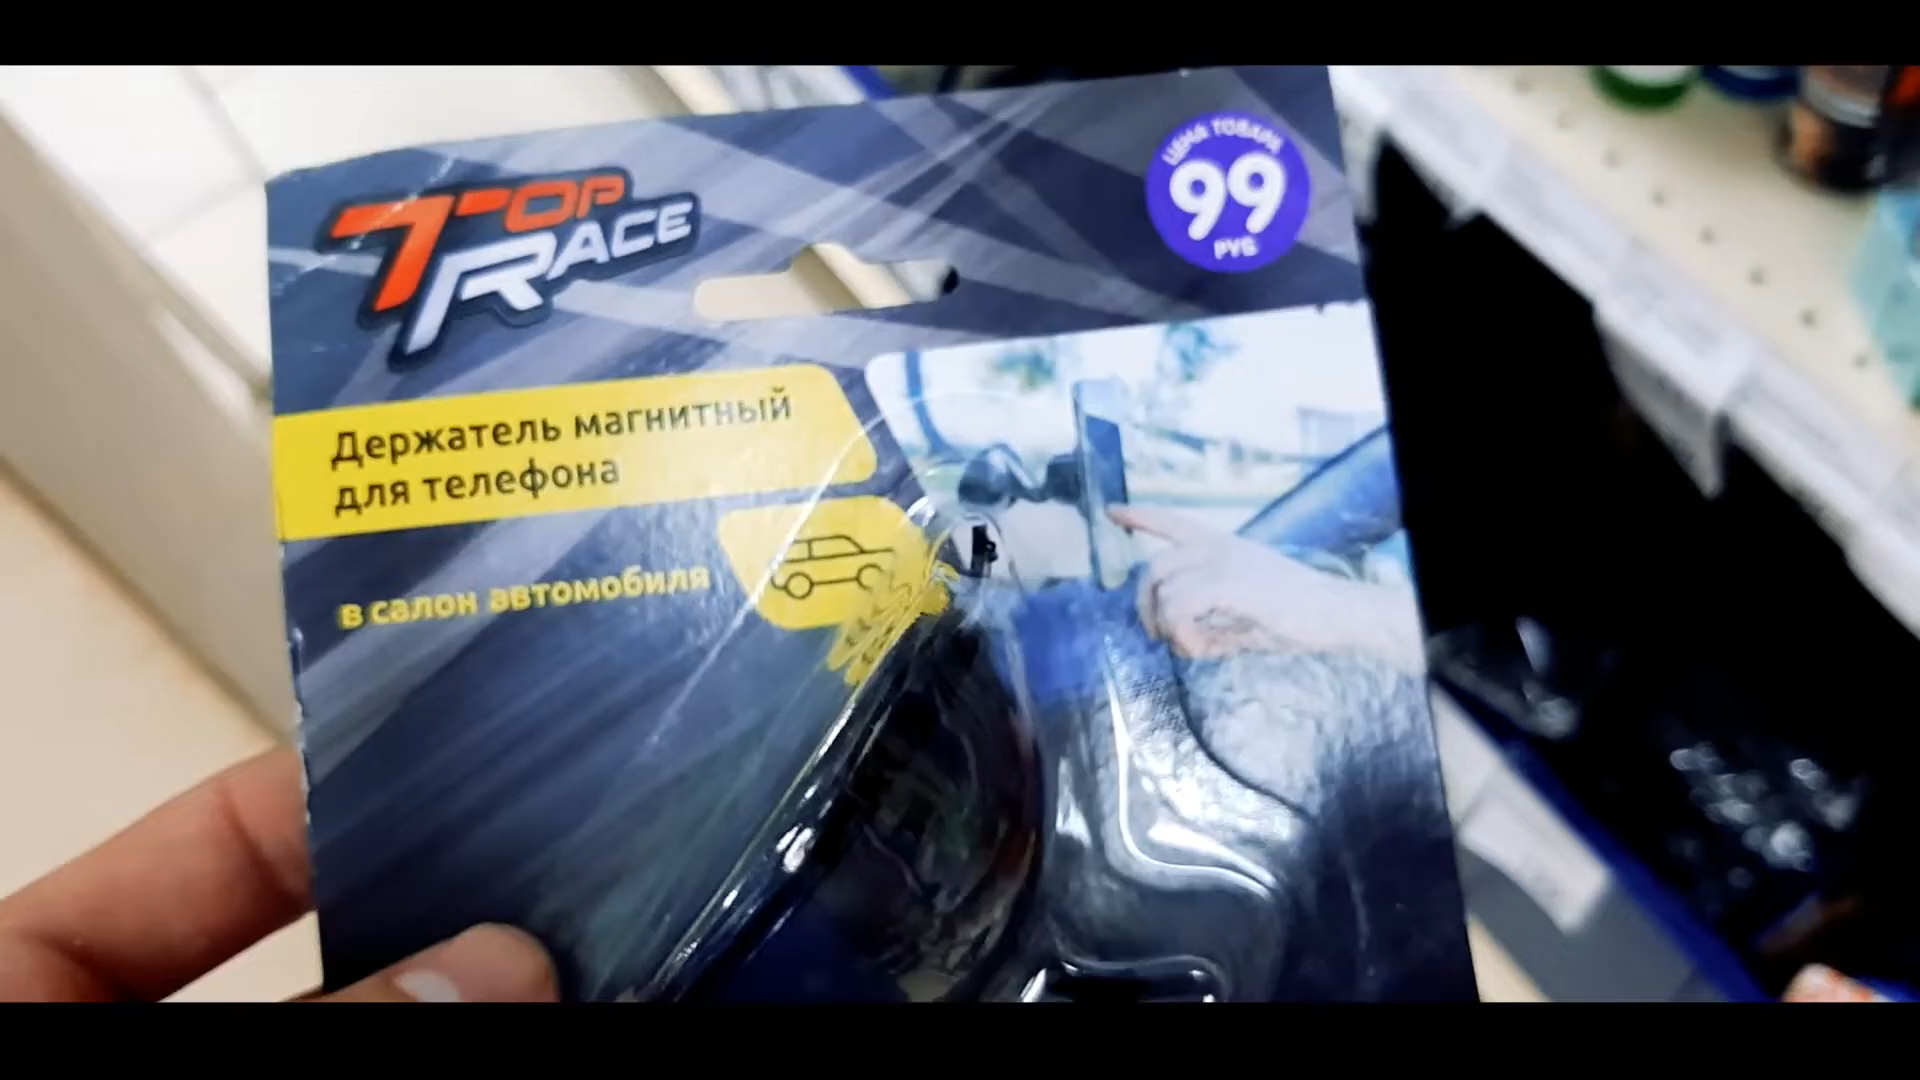 TOP
RACE
ЦЕНА ТОВАРА
99
РУБ
Держатель магнитный
для телефона
в салон автомобиля